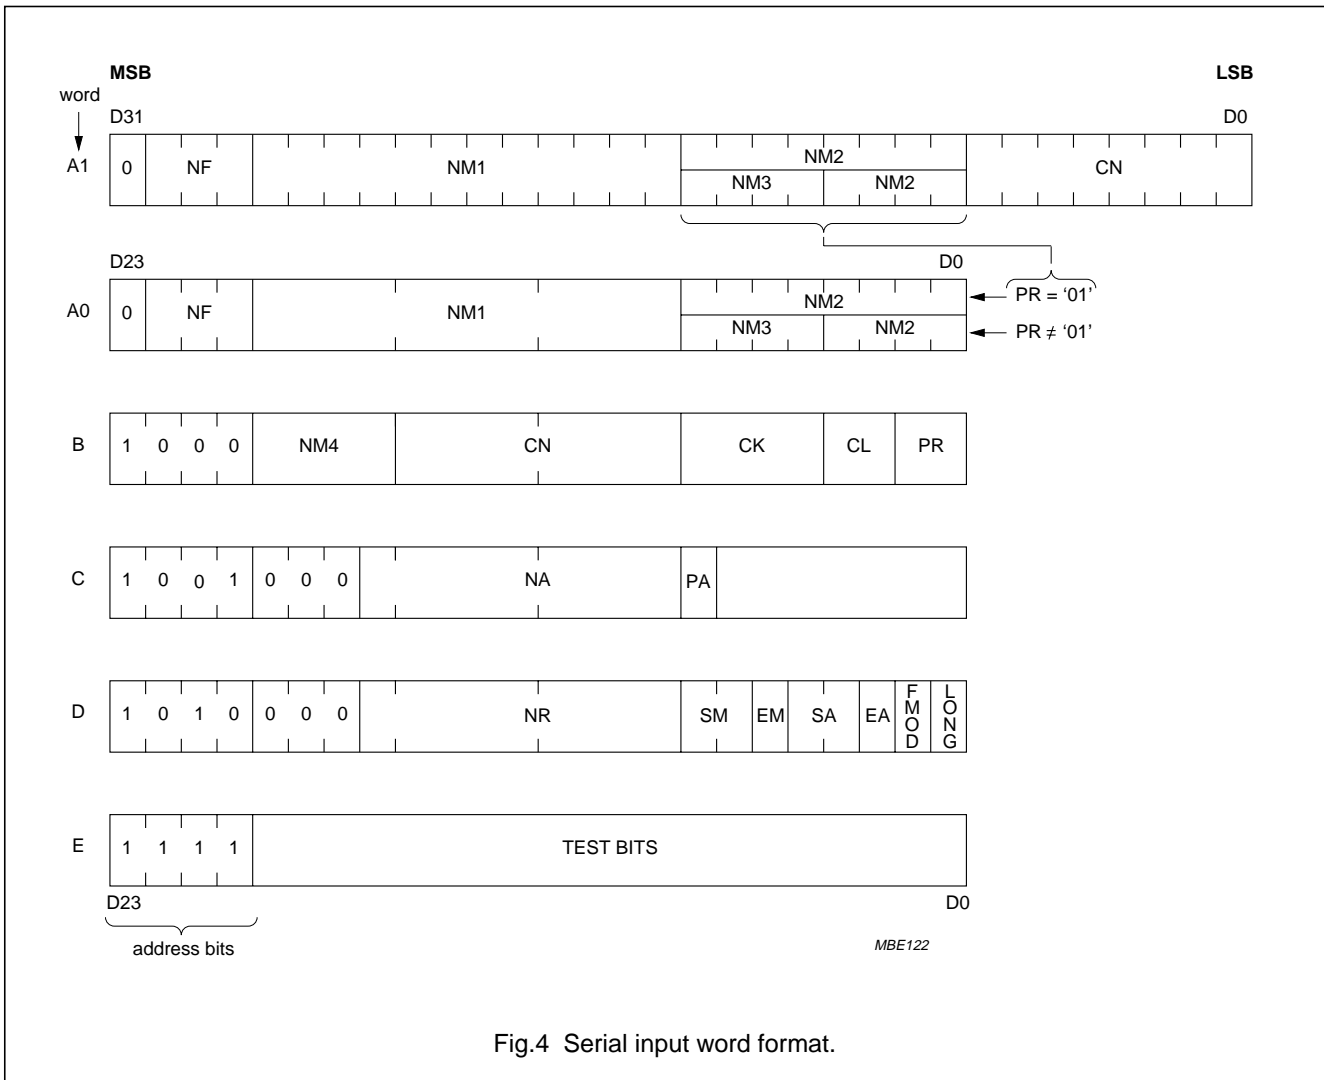 MSB LSB
word
D31 D0
A1 0 NF NM1 NM2 CN
NM3 NM2
D23 D0
A0 0 NF NM1 NM2 PR = ‘01’
NM3 NM2 PR ≠ ‘01’
B 1 0 0 0 NM4 CN CK CL PR
C 1 0 0 1 0 0 0 NA PA
D 1 0 1 0 0 0 0 NR SM EM SA EA FMOD LONG
E 1 1 1 1 TEST BITS
D23 D0
address bits
MBE122
Fig.4 Serial input word format.